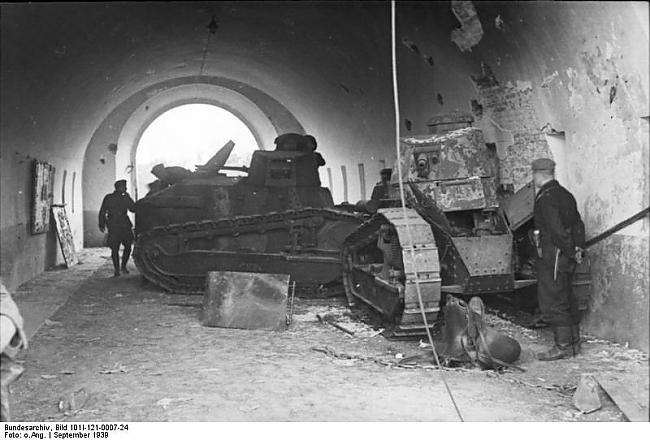 Bundesarchiv, Bild 101I-121-0007-24
Foto: o.Ang. | September 1939